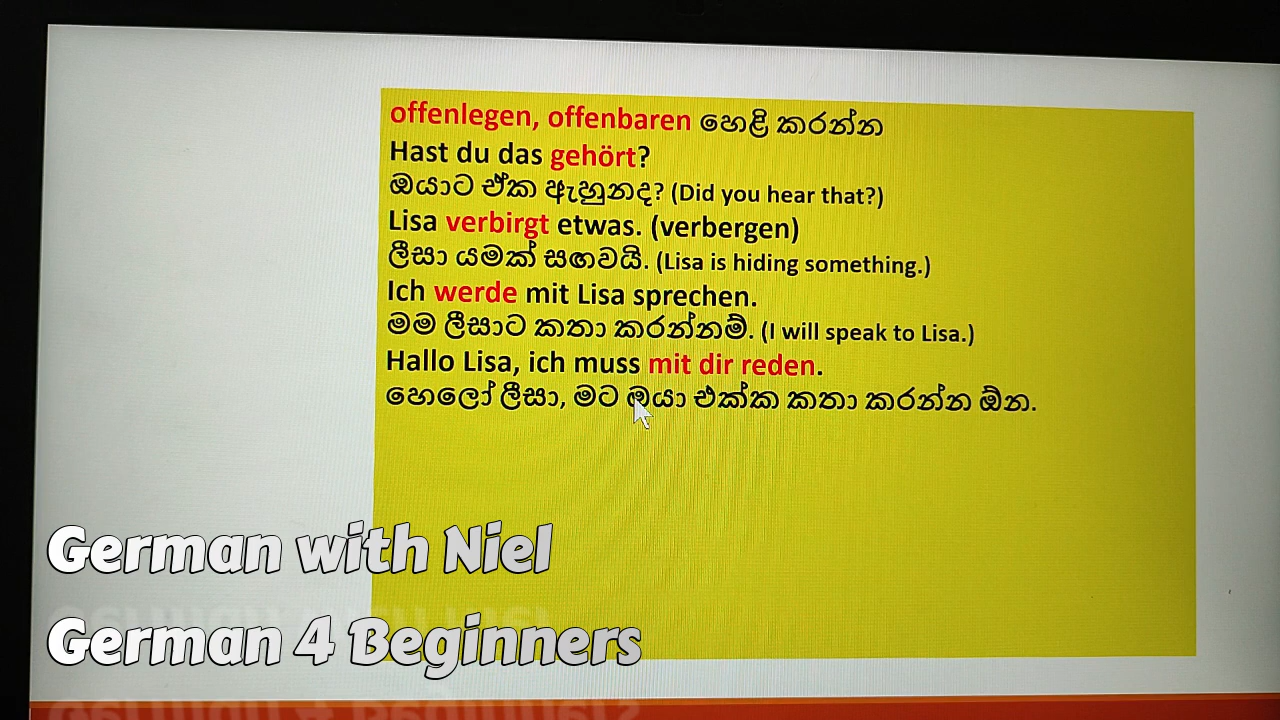 offenlegen, offenbaren හෙළි කරන්න
Hast du das gehört?
ඔයාට ඒක ඇහුනද? (Did you hear that?)
Lisa verbirgt etwas. (verbergen)
ලීසා යමක් සඟවයි. (Lisa is hiding something.)
Ich werde mit Lisa sprechen.
මම ලීසාට කතා කරන්නම්. (I will speak to Lisa.)
Hallo Lisa, ich muss mit dir reden.
හෙලෝ ලීසා, මට ඔයා එක්ක කතා කරන්න ඕන.
German with Niel
German 4 Beginners